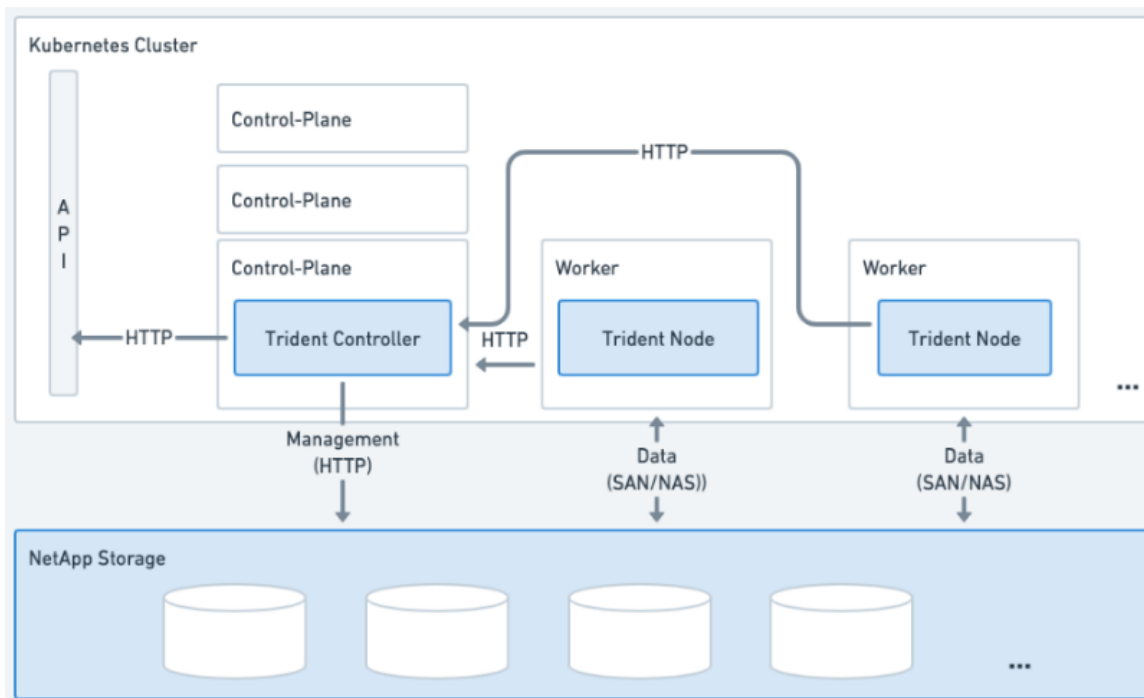 Kubernetes Cluster
A
P
I
Control-Plane
Control-Plane
Control-Plane
HTTP
Worker
Worker
HTTP
Trident Controller
HTTP
Trident Node
Trident Node
...
Management
(HTTP)
Data
(SAN/NAS))
Data
(SAN/NAS)
NetApp Storage
...